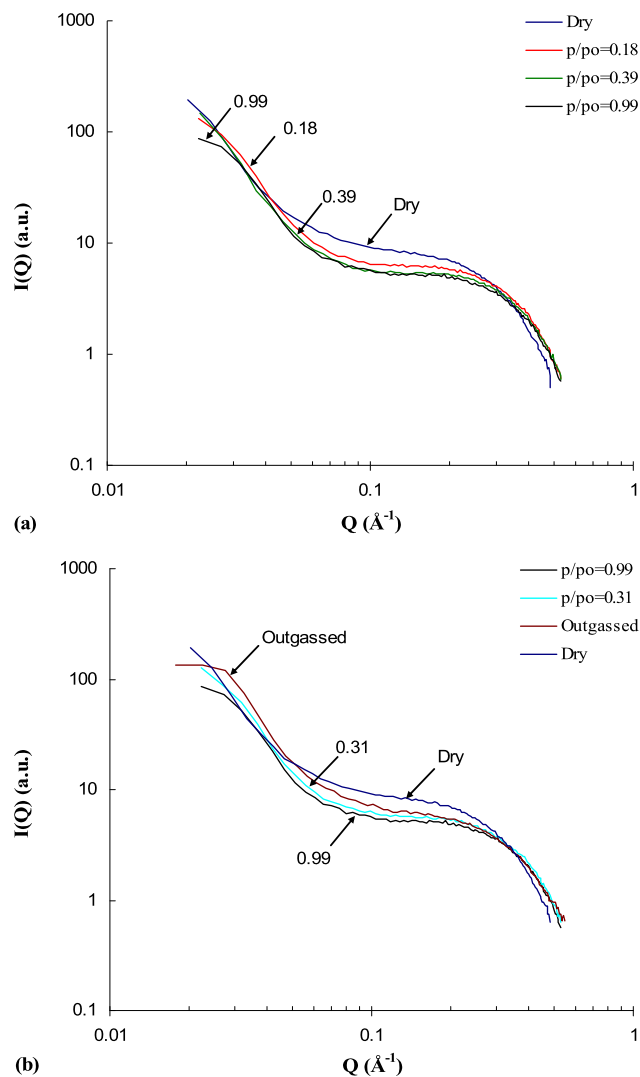 1000
100
10
1
0.1
I(Q) (a.u.)
Dry
p/po=0.18
p/po=0.39
p/po=0.99
0.99
0.18
0.39
Dry
0.01
0.1
1
(a)
Q (Å⁻¹)
1000
100
10
1
0.1
I(Q) (a.u.)
p/po=0.99
p/po=0.31
Outgassed
Dry
Outgassed
0.31
Dry
0.99
0.01
0.1
1
(b)
Q (Å⁻¹)